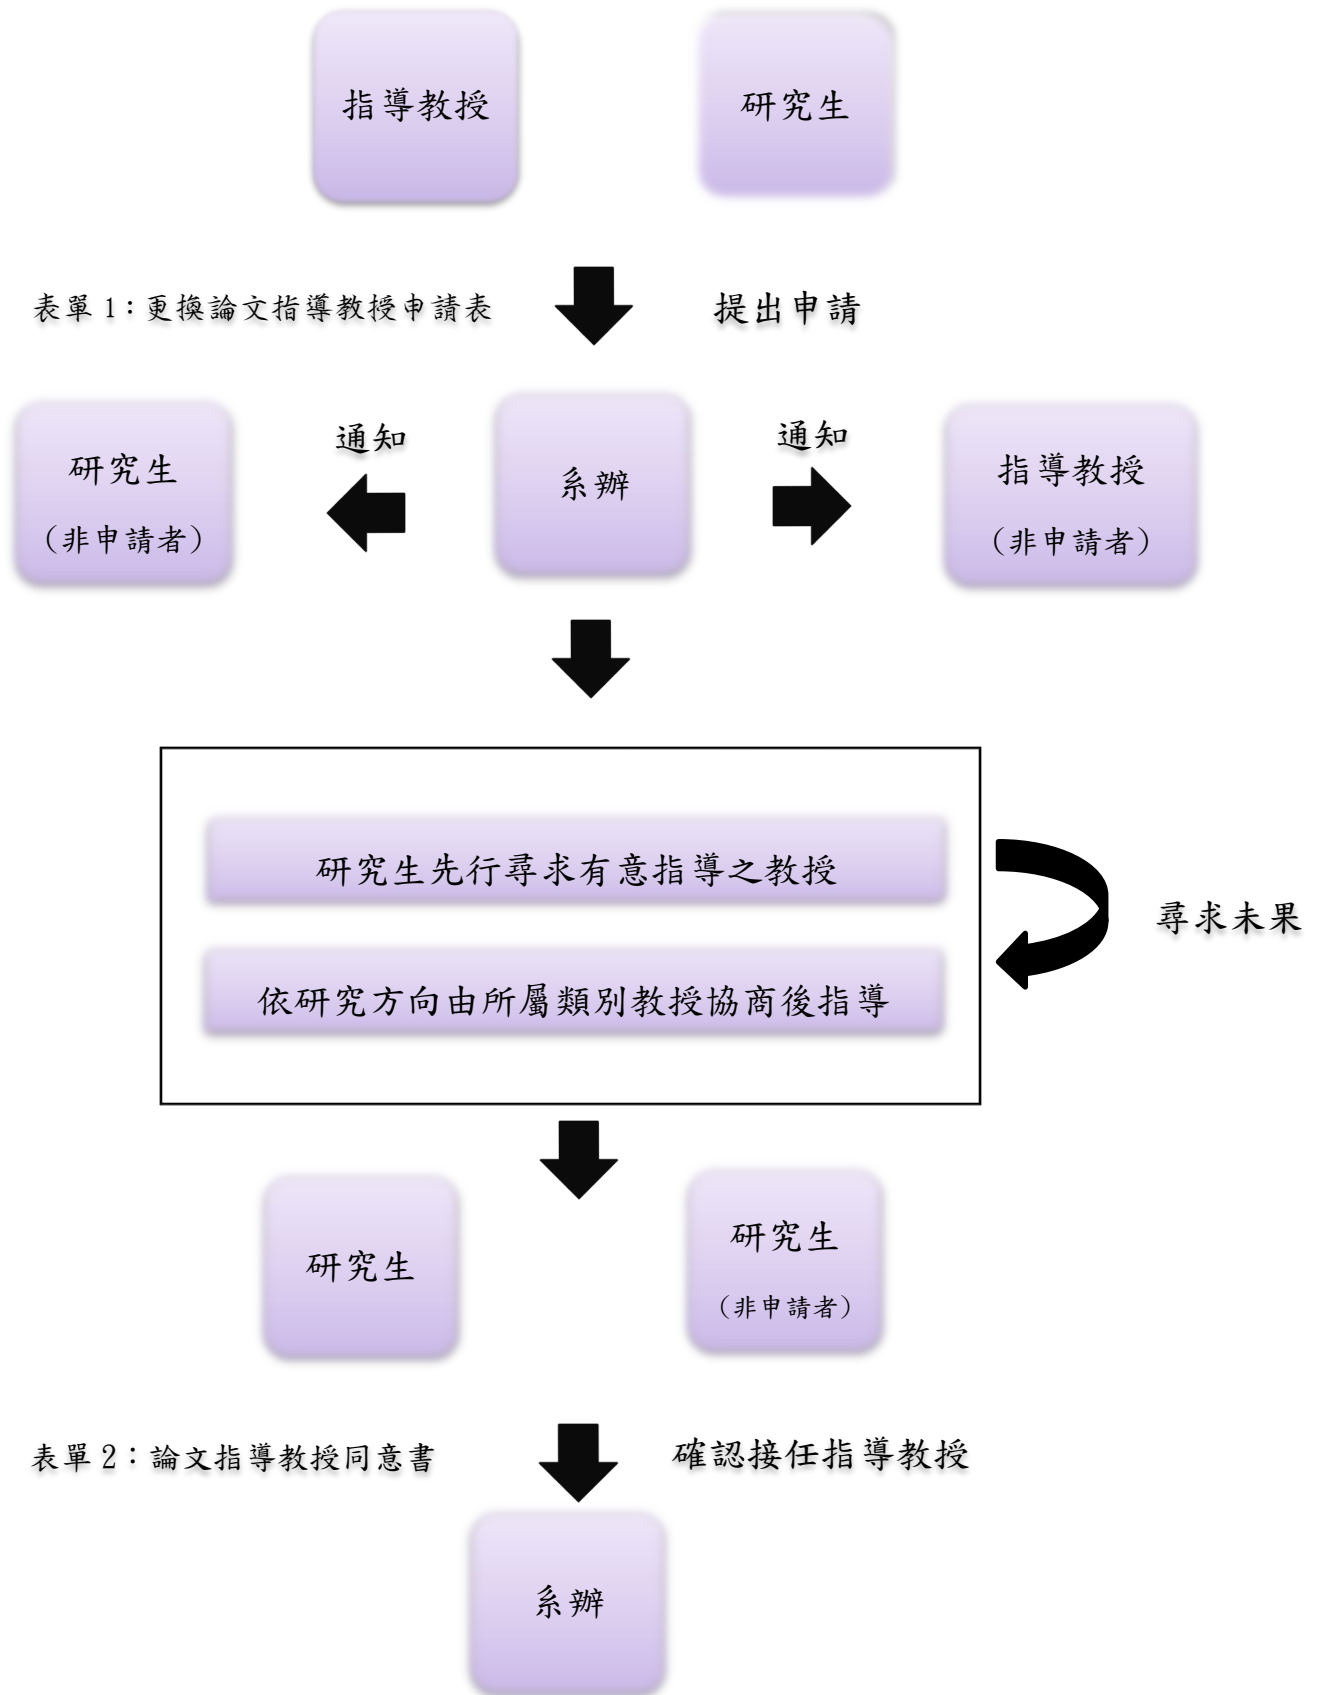 指導教授
研究生
表單 1：更換論文指導教授申請表
提出申請
研究生
（非申請者）
通知
系辦
通知
指導教授
（非申請者）
研究生先行尋求有意指導之教授
尋求未果
依研究方向由所屬類別教授協商後指導
研究生
研究生
（非申請者）
表單 2：論文指導教授同意書
確認接任指導教授
系辦